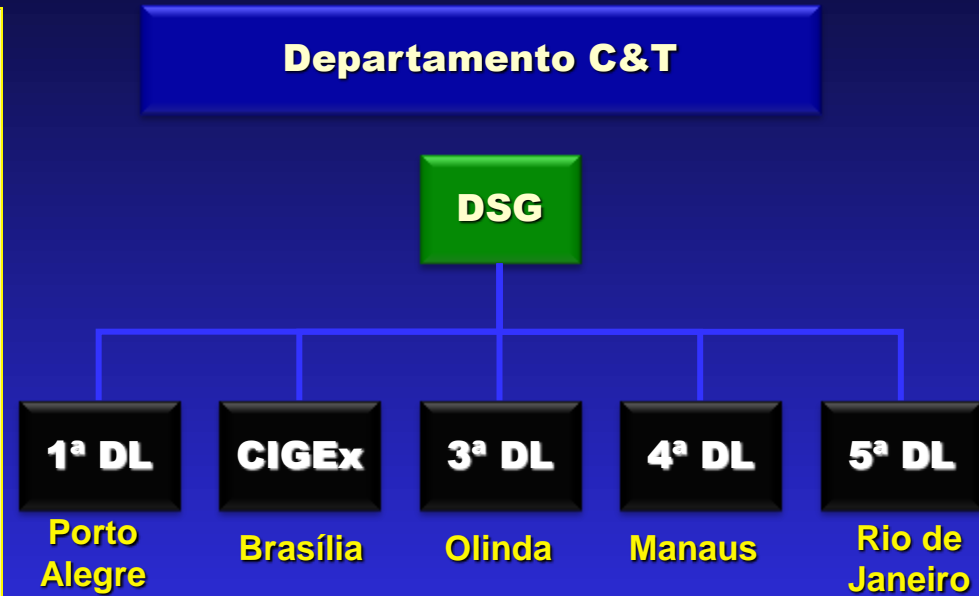 Departamento C&T
DSG
1ª DL
CIGEx
3ª DL
4ª DL
5ª DL
Porto
Alegre
Brasília
Olinda
Manaus
Rio de
Janeiro